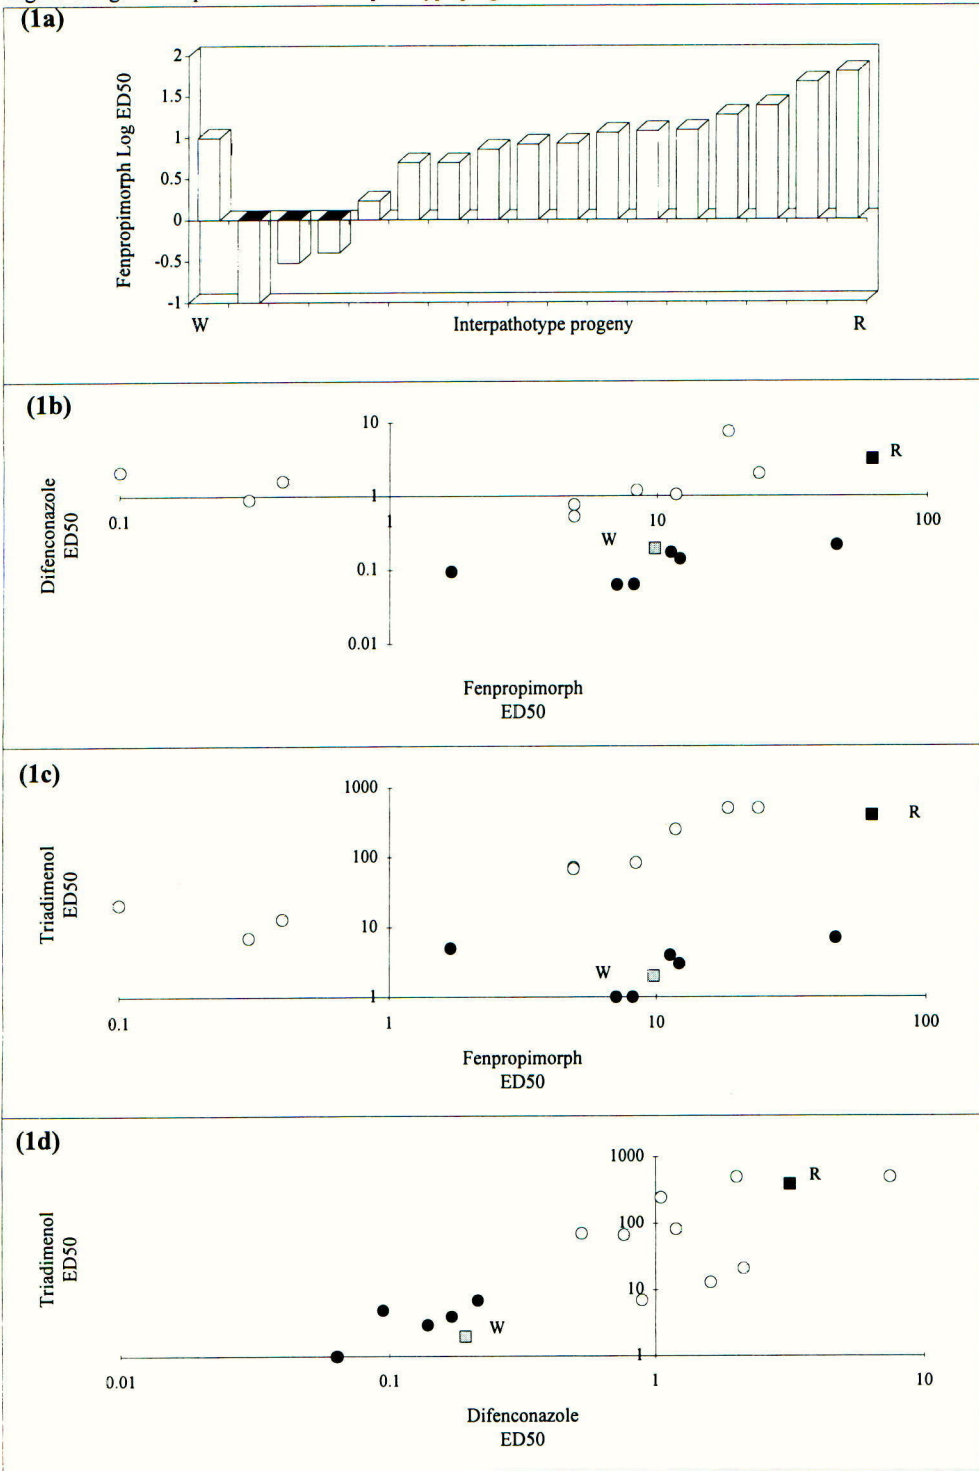 (1a)
Fenpropimorph Log ED50
2
1.5
1
0.5
0
-0.5
-1
W
Interpathotype progeny
R
(1b)
Difenconazole
ED50
10
1
0.1
0.01
0.1
1
10
100
W
R
Fenpropimorph
ED50
(1c)
Triadimenol
ED50
1000
100
10
1
0.1
1
10
100
W
R
Fenpropimorph
ED50
(1d)
Triadimenol
ED50
1000
100
10
1
0.01
0.1
1
10
W
R
Difenconazole
ED50